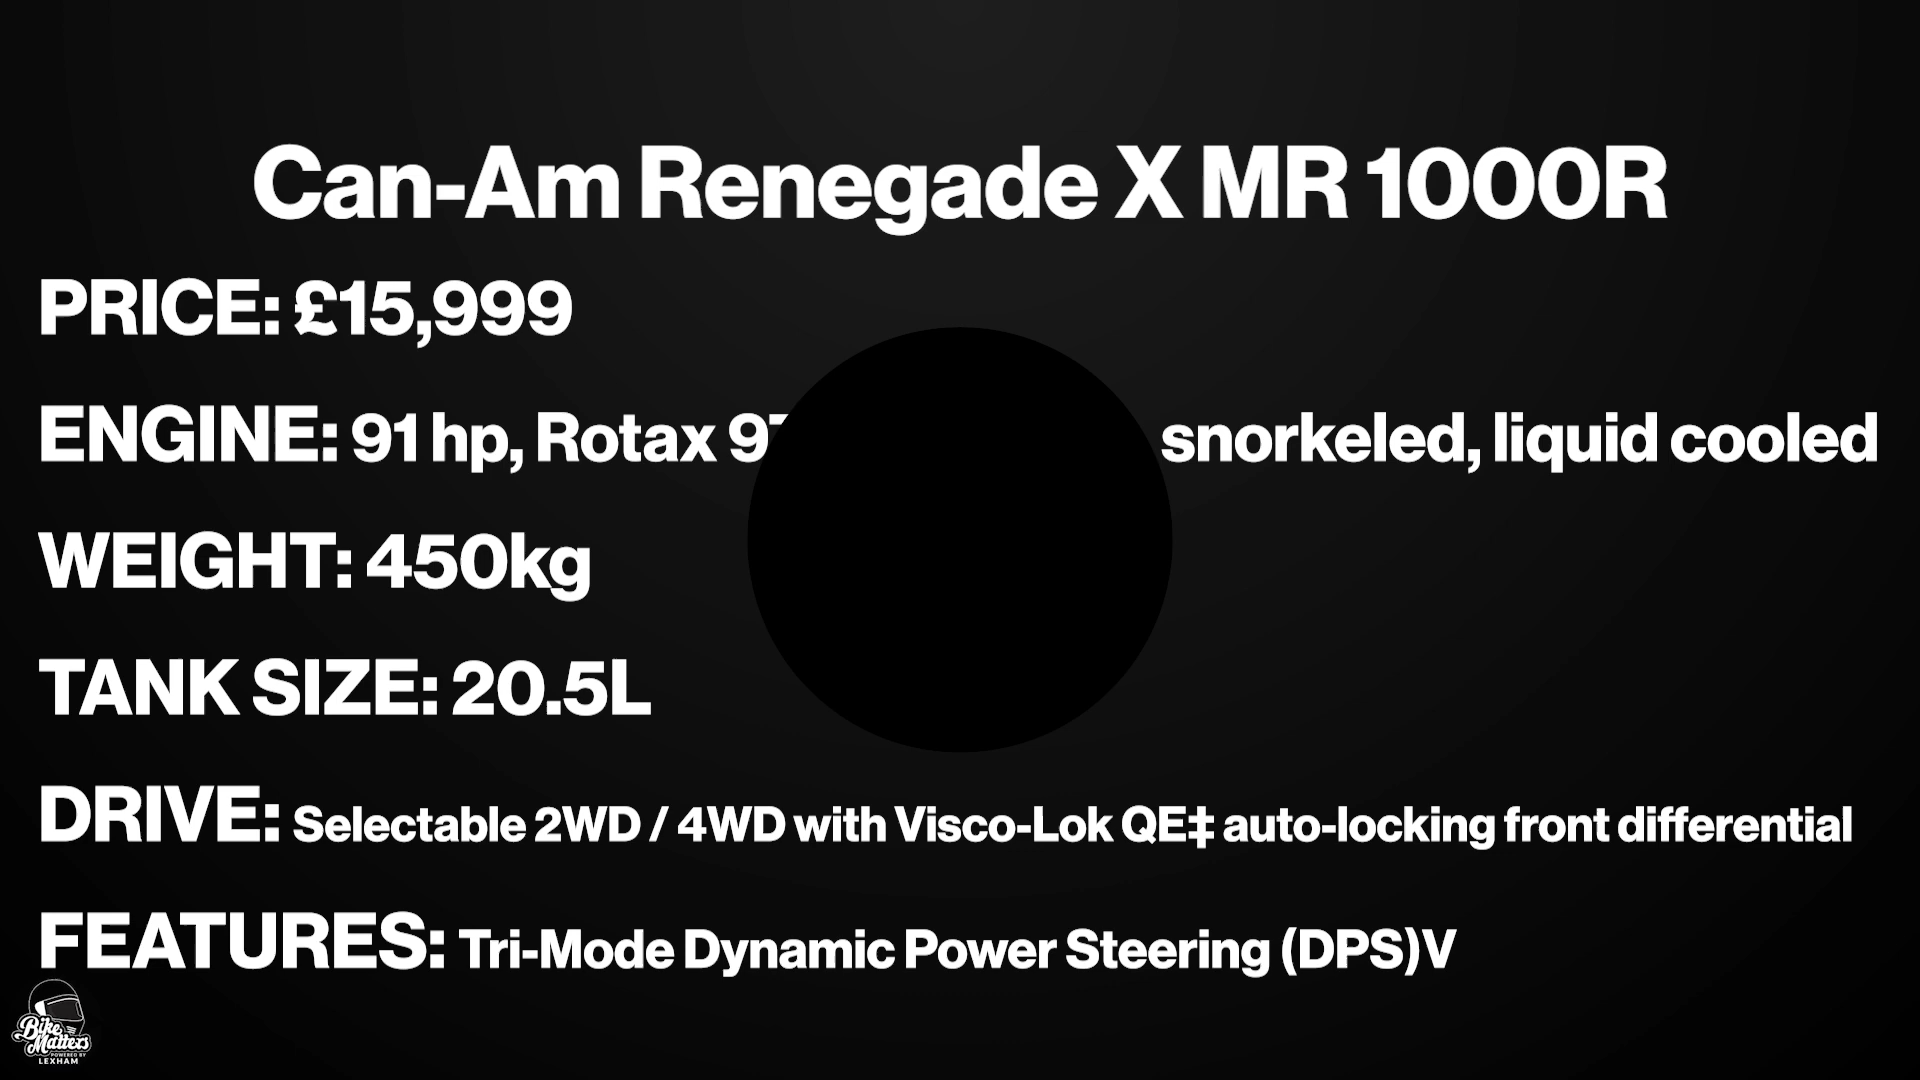 Can-Am Renegade X MR 1000R
PRICE: £15,999
ENGINE: 91 hp, Rotax snorkeled, liquid cooled
WEIGHT: 450kg
TANK SIZE: 20.5L
DRIVE: Selectable 2WD / 4WD with Visco-Lok QE‡ auto-locking front differential
FEATURES: Tri-Mode Dynamic Power Steering (DPS)V
Bike
Matters
POWERED BY
LEXHAM